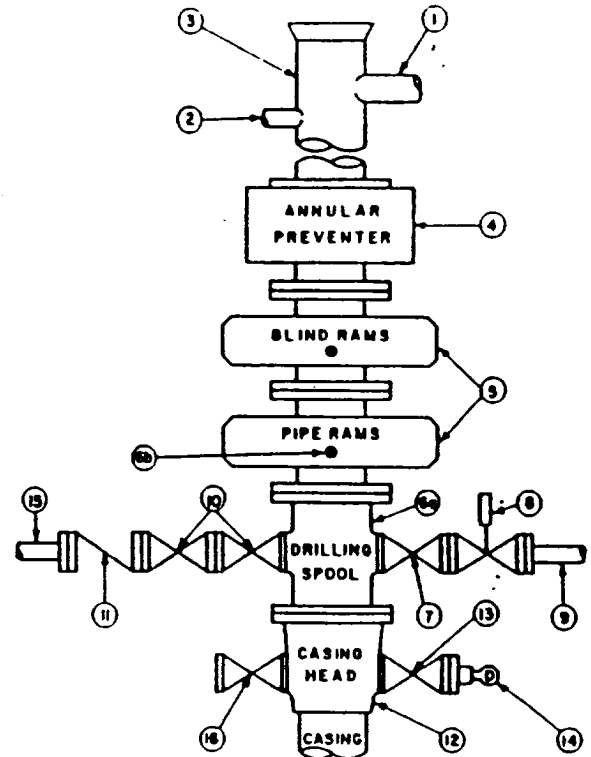 3
1
2
ANNULAR
PREVENTER
4
BLIND RAMS
5
PIPE RAMS
6b
15
10
6a
8
DRILLING
SPOOL
11
7
13
9
CASING
HEAD
P
16
12
14
CASING